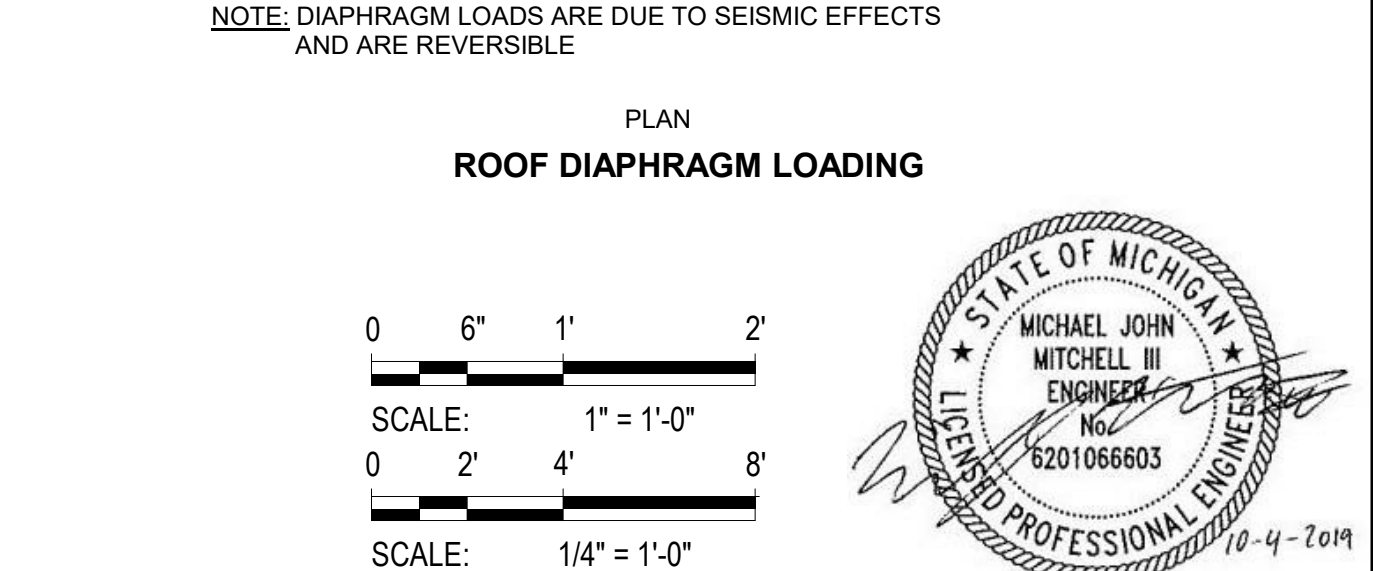 NOTE: DIAPHRAGM LOADS ARE DUE TO SEISMIC EFFECTS
AND ARE REVERSIBLE
PLAN
ROOF DIAPHRAGM LOADING
0 6" 1' 2'
SCALE: 1" = 1'-0"
0 2' 4' 8'
SCALE: 1/4" = 1'-0"
STATE OF MICHIGAN
MICHAEL JOHN
MITCHELL III
ENGINEER
No.
6201066603
LICENSED PROFESSIONAL ENGINEER
10-4-2019